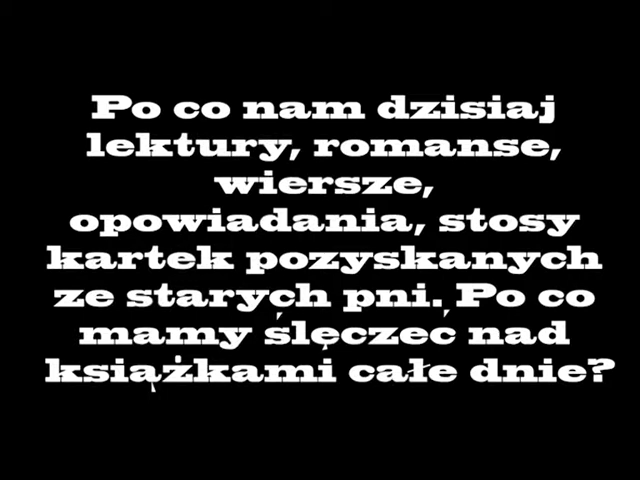 Po co nam dzisiaj
lektury, romanse,
wiersze,
opowiadania, stosy
kartek pozyskanych
ze starych pni. Po co
mamy ślęczeć nad
książkami całe dnie?